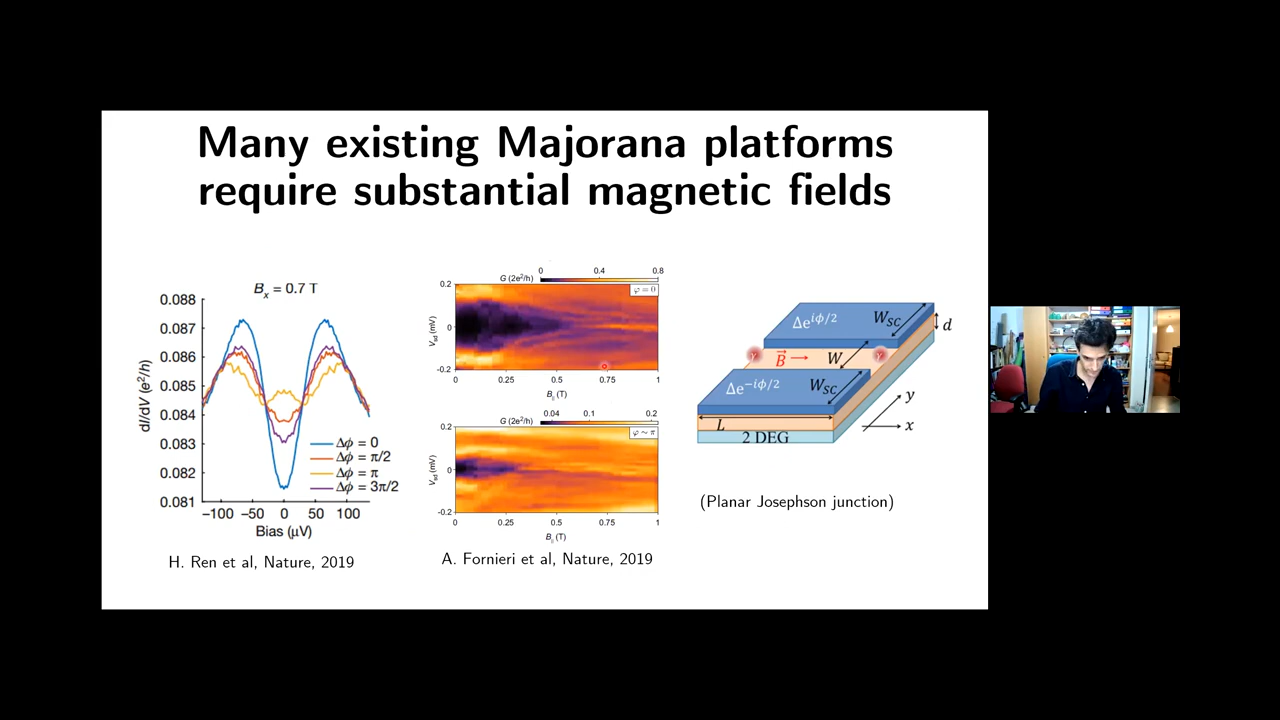 Many existing Majorana platforms
require substantial magnetic fields
Bx = 0.7 T
0.088
0.087
0.086
0.085
0.084
0.083
0.082
0.081
dI/dV (e²/h)
Δϕ = 0
Δϕ = π/2
Δϕ = π
Δϕ = 3π/2
−100 −50 0 50 100
Bias (μV)
H. Ren et al, Nature, 2019
G (2e²/h) 0 0.4 0.8
φ = 0
0.2
0
-0.2
Vsd (mV)
0 0.25 0.5 0.75 1
B∥ (T)
G (2e²/h) 0.04 0.1 0.2
φ ~ π
0.2
0
-0.2
Vsd (mV)
0 0.25 0.5 0.75 1
B∥ (T)
A. Fornieri et al, Nature, 2019
Δe^iϕ/2
WSC
d
γ B → W γ
Δe^−iϕ/2
WSC
y
L
x
2 DEG
(Planar Josephson junction)